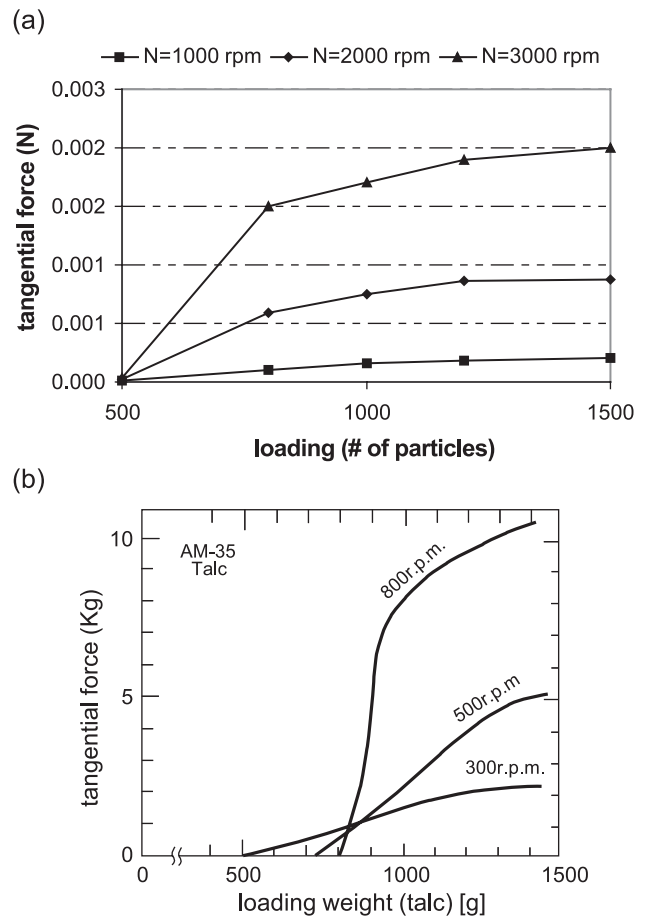 (a)
N=1000 rpm N=2000 rpm N=3000 rpm
0.003
0.002
0.002
0.001
0.001
0.000
tangential force (N)
500 1000 1500
loading (# of particles)
(b)
AM-35
Talc
10
5
0
tangential force (Kg)
800r.p.m.
500r.p.m
300r.p.m.
0 500 1000 1500
loading weight (talc) [g]